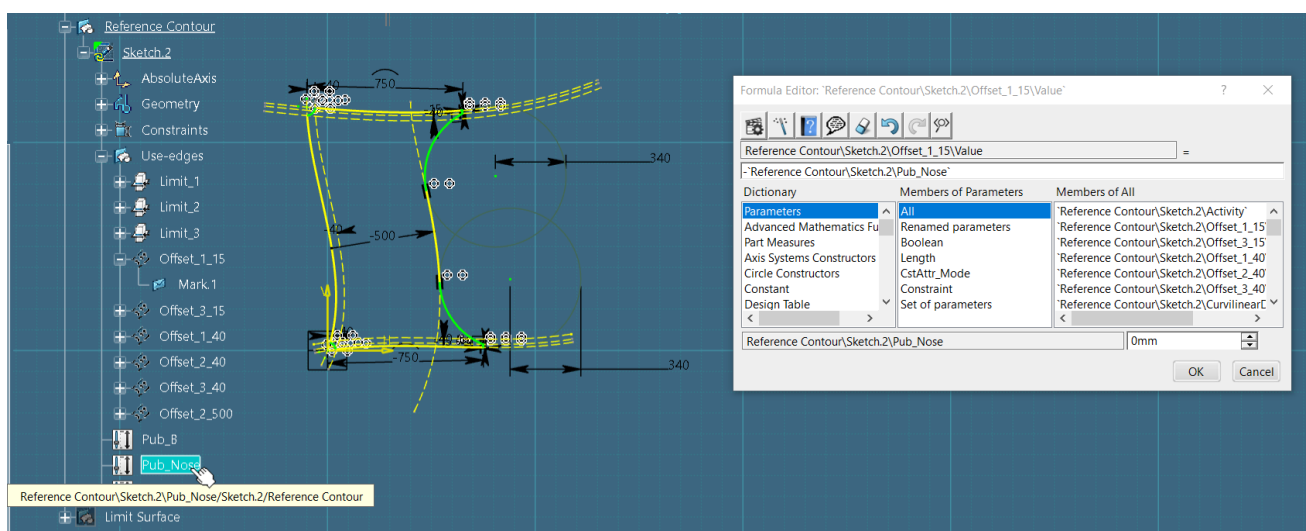 Reference Contour
Sketch.2
AbsoluteAxis
Geometry
Constraints
Use-edges
Limit_1
Limit_2
Limit_3
Offset_1_15
Mark.1
Offset_3_15
Offset_1_40
Offset_2_40
Offset_3_40
Offset_2_500
Pub_B
Pub_Nose
Reference Contour\Sketch.2\Pub_Nose/Sketch.2/Reference Contour
Limit Surface
750
340
-500
-750
340
Formula Editor: `Reference Contour\Sketch.2\Offset_1_15\Value`
?
Reference Contour\Sketch.2\Offset_1_15\Value
=
-`Reference Contour\Sketch.2\Pub_Nose`
Dictionary Members of Parameters Members of All
Parameters All `Reference Contour\Sketch.2\Activity`
Advanced Mathematics Fu Renamed parameters `Reference Contour\Sketch.2\Offset_1_15\
Part Measures Boolean `Reference Contour\Sketch.2\Offset_3_15\
Axis Systems Constructors Length `Reference Contour\Sketch.2\Offset_1_40\
Circle Constructors CstAttr_Mode `Reference Contour\Sketch.2\Offset_2_40\
Constant Constraint `Reference Contour\Sketch.2\Offset_3_40\
Design Table Set of parameters `Reference Contour\Sketch.2\CurvilinearD
Reference Contour\Sketch.2\Pub_Nose 0mm
OK Cancel